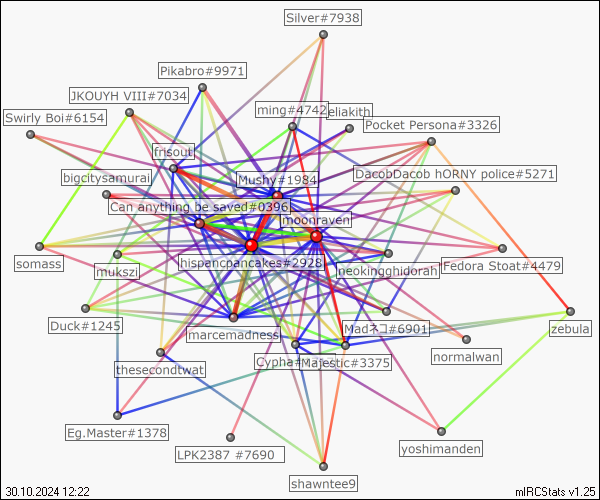 Silver#7938
Pikabro#9971
JKOUYH VIII#7034
ming#4742
eliakith
Swirly Boi#6154
Pocket Persona#3326
frisout
bigcitysamurai
Mushy#1984
DacobDacob hORNY police#5271
Can anything be saved#0396
moonraven
somass
mukszi
hispanicpancakes#2928
neokingghidorah
Fedora Stoat#4479
Duck#1245
marcemadness
Madネコ#6901
zebula
thesecondtwat
Majestic#3375
normalwan
Eg.Master#1378
LPK2387 #7690
yoshimanden
shawntee9
30.10.2024 12:22
mIRCStats v1.25